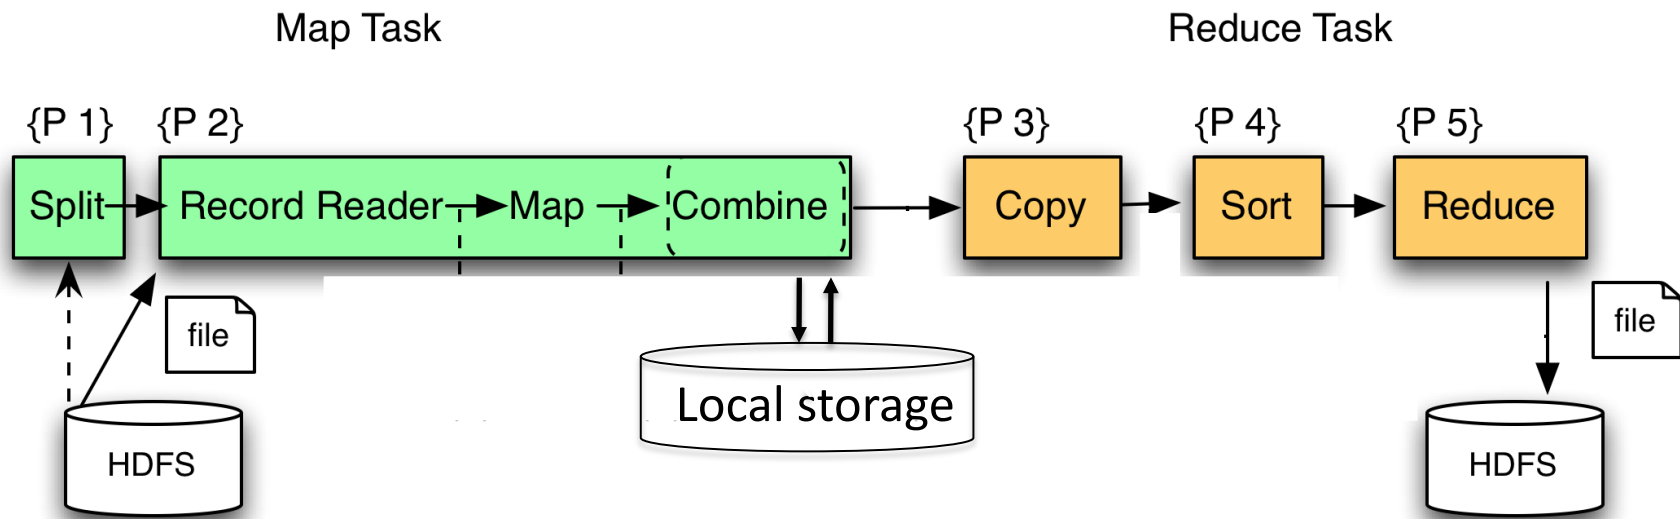 Map Task
Reduce Task
{P 1}
{P 2}
{P 3}
{P 4}
{P 5}
Split
Record Reader
Map
Combine
Copy
Sort
Reduce
file
file
Local storage
HDFS
HDFS